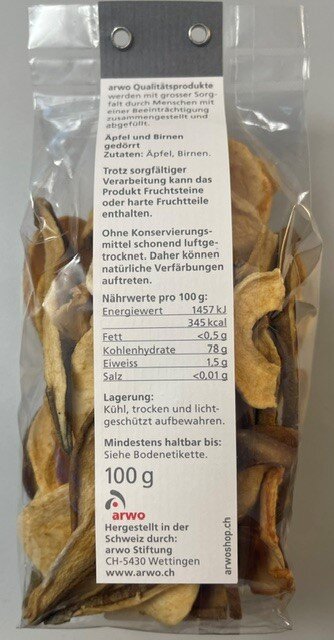 arwo Qualitätsprodukte
werden mit grosser Sorg-
falt durch Menschen mit
einer Beeinträchtigung
zusammengestellt und
abgefüllt.
Äpfel und Birnen
gedörrt
Zutaten: Äpfel, Birnen.
Trotz sorgfältiger
Verarbeitung kann das
Produkt Fruchtsteine
oder harte Fruchtteile
enthalten.
Ohne Konservierungs-
mittel schonend luftge-
trocknet. Daher können
natürliche Verfärbungen
auftreten.
Nährwerte pro 100 g:
Energiewert 1457 kJ
345 kcal
Fett <0,5 g
Kohlenhydrate 78 g
Eiweiss 1,5 g
Salz <0,01 g
Lagerung:
Kühl, trocken und licht-
geschützt aufbewahren.
Mindestens haltbar bis:
Siehe Bodenetikette.
100 g
arwo
Hergestellt in der
Schweiz durch:
arwo Stiftung
CH-5430 Wettingen
www.arwo.ch
arwoshop.ch